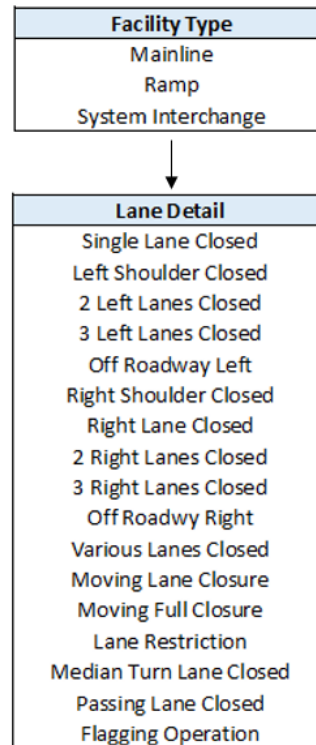 Facility Type
Mainline
Ramp
System Interchange
Lane Detail
Single Lane Closed
Left Shoulder Closed
2 Left Lanes Closed
3 Left Lanes Closed
Off Roadway Left
Right Shoulder Closed
Right Lane Closed
2 Right Lanes Closed
3 Right Lanes Closed
Off Roadwy Right
Various Lanes Closed
Moving Lane Closure
Moving Full Closure
Lane Restriction
Median Turn Lane Closed
Passing Lane Closed
Flagging Operation